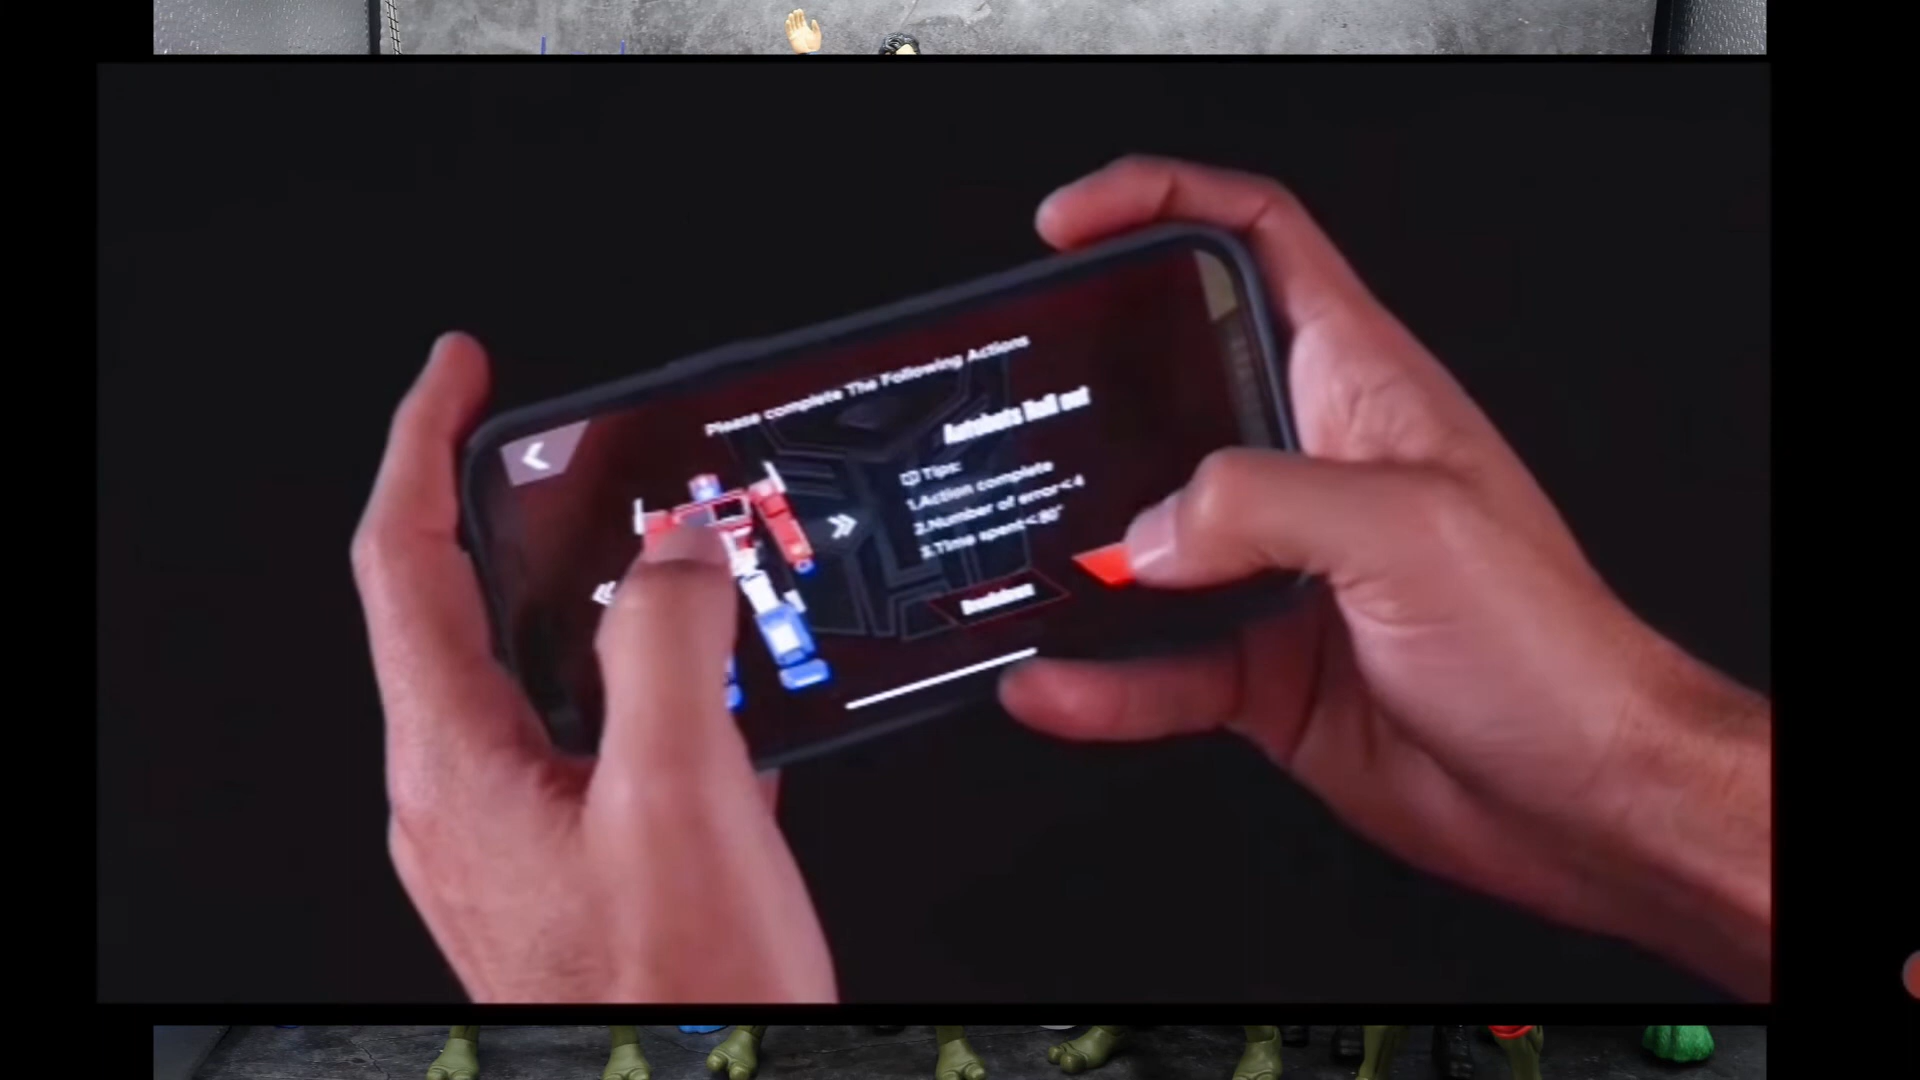 Please complete The Following Actions
Autobots Roll out
Tips:
1.Action complete
2.Number of error<4
3.Time spent<80"